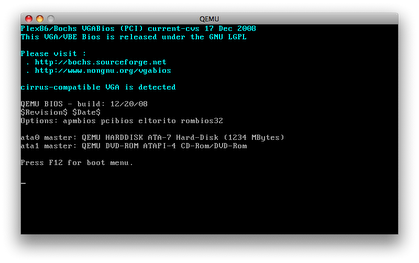 QEMU
Plex86/Bochs VGABios (PCI) current-cvs 17 Dec 2008
This VGA/VBE Bios is released under the GNU LGPL
Please visit :
. http://bochs.sourceforge.net
. http://www.nongnu.org/vgabios
cirrus-compatible VGA is detected
QEMU BIOS - build: 12/20/08
$Revision$ $Date$
Options: apmbios pcibios eltorito rombios32
ata0 master: QEMU HARDDISK ATA-7 Hard-Disk (1234 MBytes)
ata1 master: QEMU DVD-ROM ATAPI-4 CD-Rom/DVD-Rom
Press F12 for boot menu.